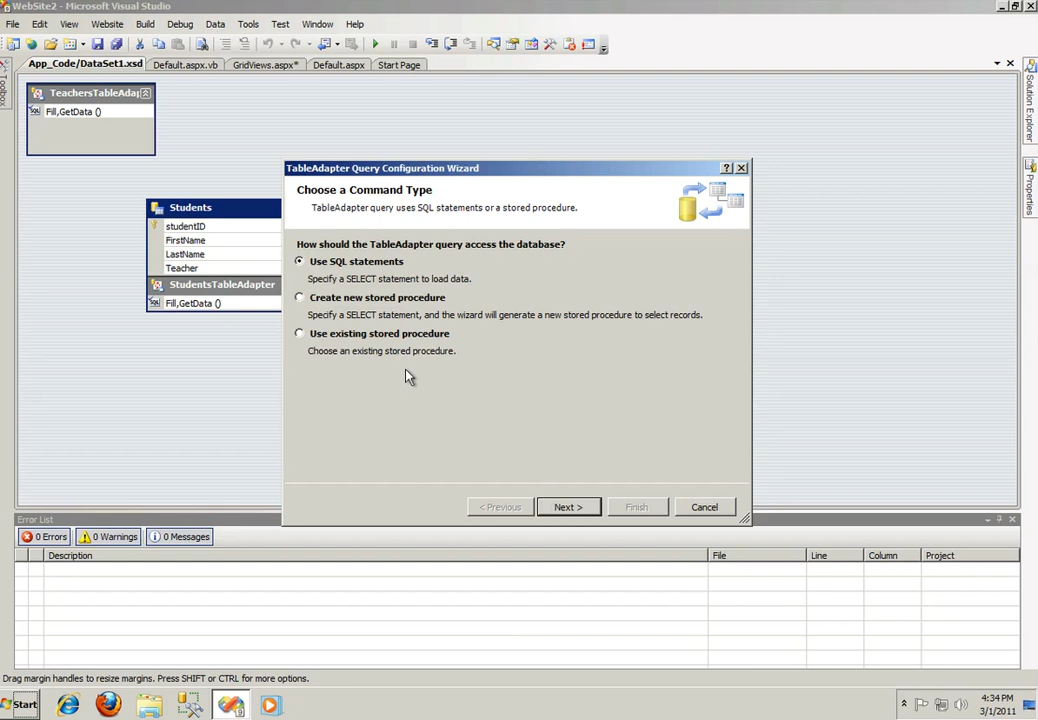 WebSite2 - Microsoft Visual Studio
File Edit View Website Build Debug Data Tools Test Window Help
App_Code/DataSet1.xsd Default.aspx.vb GridViews.aspx* Default.aspx Start Page
Toolbox
Solution Explorer
Properties
TeachersTableAdap
Fill,GetData ()
Students
studentID
FirstName
LastName
Teacher
StudentsTableAdapter
Fill,GetData ()
TableAdapter Query Configuration Wizard
Choose a Command Type
TableAdapter query uses SQL statements or a stored procedure.
How should the TableAdapter query access the database?
Use SQL statements
Specify a SELECT statement to load data.
Create new stored procedure
Specify a SELECT statement, and the wizard will generate a new stored procedure to select records.
Use existing stored procedure
Choose an existing stored procedure.
< Previous Next > Finish Cancel
Error List
0 Errors 0 Warnings 0 Messages
Description File Line Column Project
Drag margin handles to resize margins. Press SHIFT or CTRL for more options.
Start
4:34 PM
3/1/2011